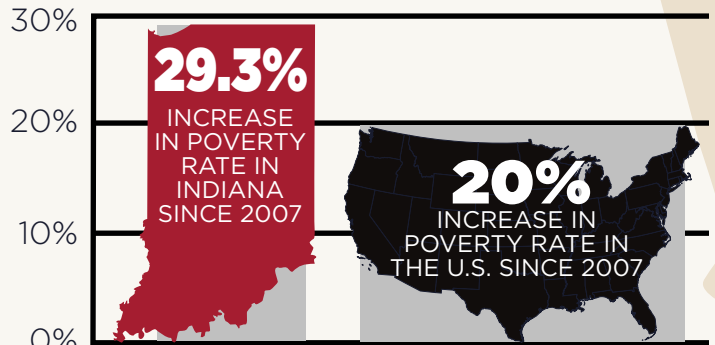 30%
20%
10%
0%
29.3%
INCREASE
IN POVERTY
RATE IN
INDIANA
SINCE 2007
20%
INCREASE IN
POVERTY RATE IN
THE U.S. SINCE 2007